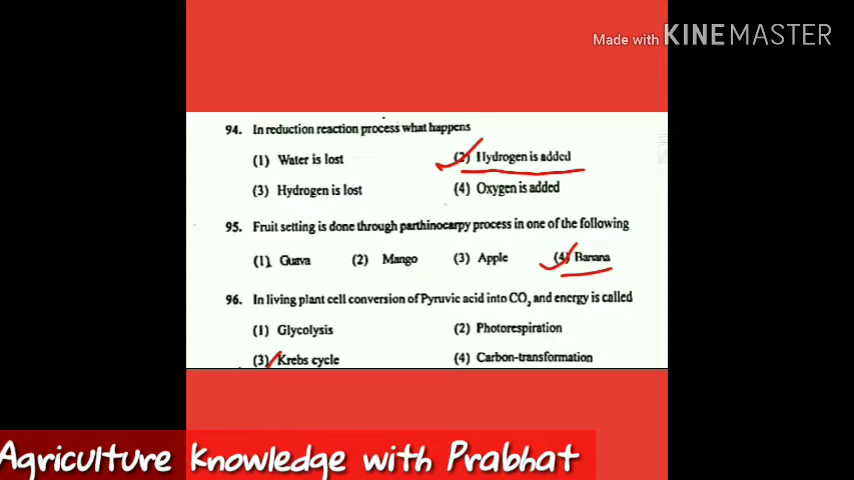 Made with KINEMASTER
94. In reduction reaction process what happens
(1) Water is lost (2) Hydrogen is added
(3) Hydrogen is lost (4) Oxygen is added
95. Fruit setting is done through parthinocarpy process in one of the following
(1) Guava (2) Mango (3) Apple (4) Banana
96. In living plant cell conversion of Pyruvic acid into CO₂ and energy is called
(1) Glycolysis (2) Photorespiration
(3) Krebs cycle (4) Carbon-transformation
Agriculture Knowledge with Prabhat